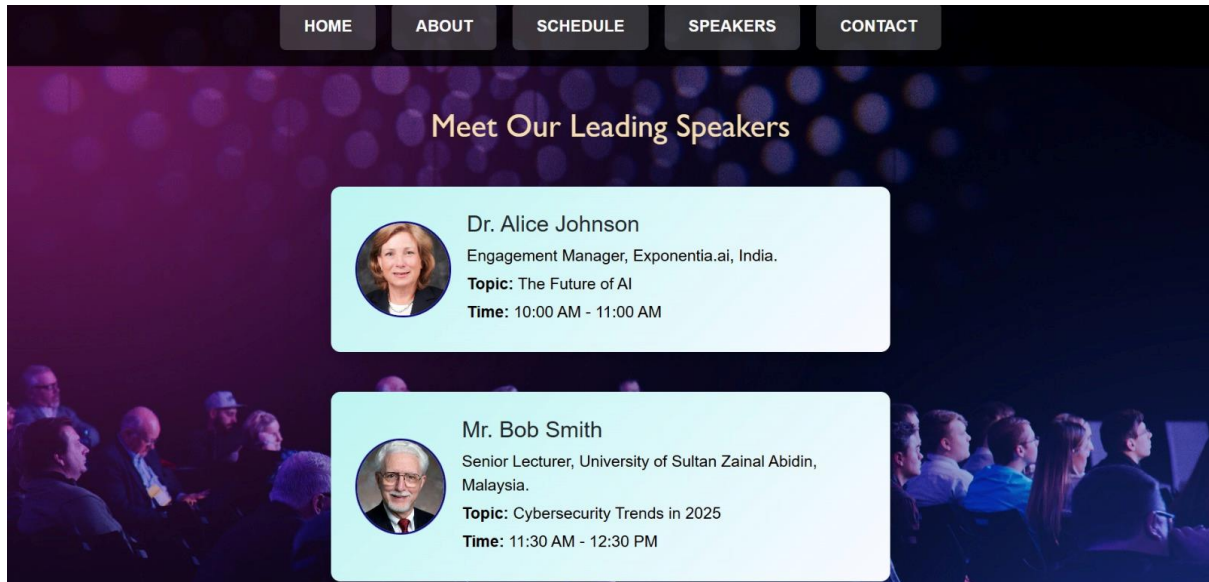 HOME ABOUT SCHEDULE SPEAKERS CONTACT
Meet Our Leading Speakers
Dr. Alice Johnson
Engagement Manager, Exponentia.ai, India.
Topic: The Future of AI
Time: 10:00 AM - 11:00 AM
Mr. Bob Smith
Senior Lecturer, University of Sultan Zainal Abidin,
Malaysia.
Topic: Cybersecurity Trends in 2025
Time: 11:30 AM - 12:30 PM